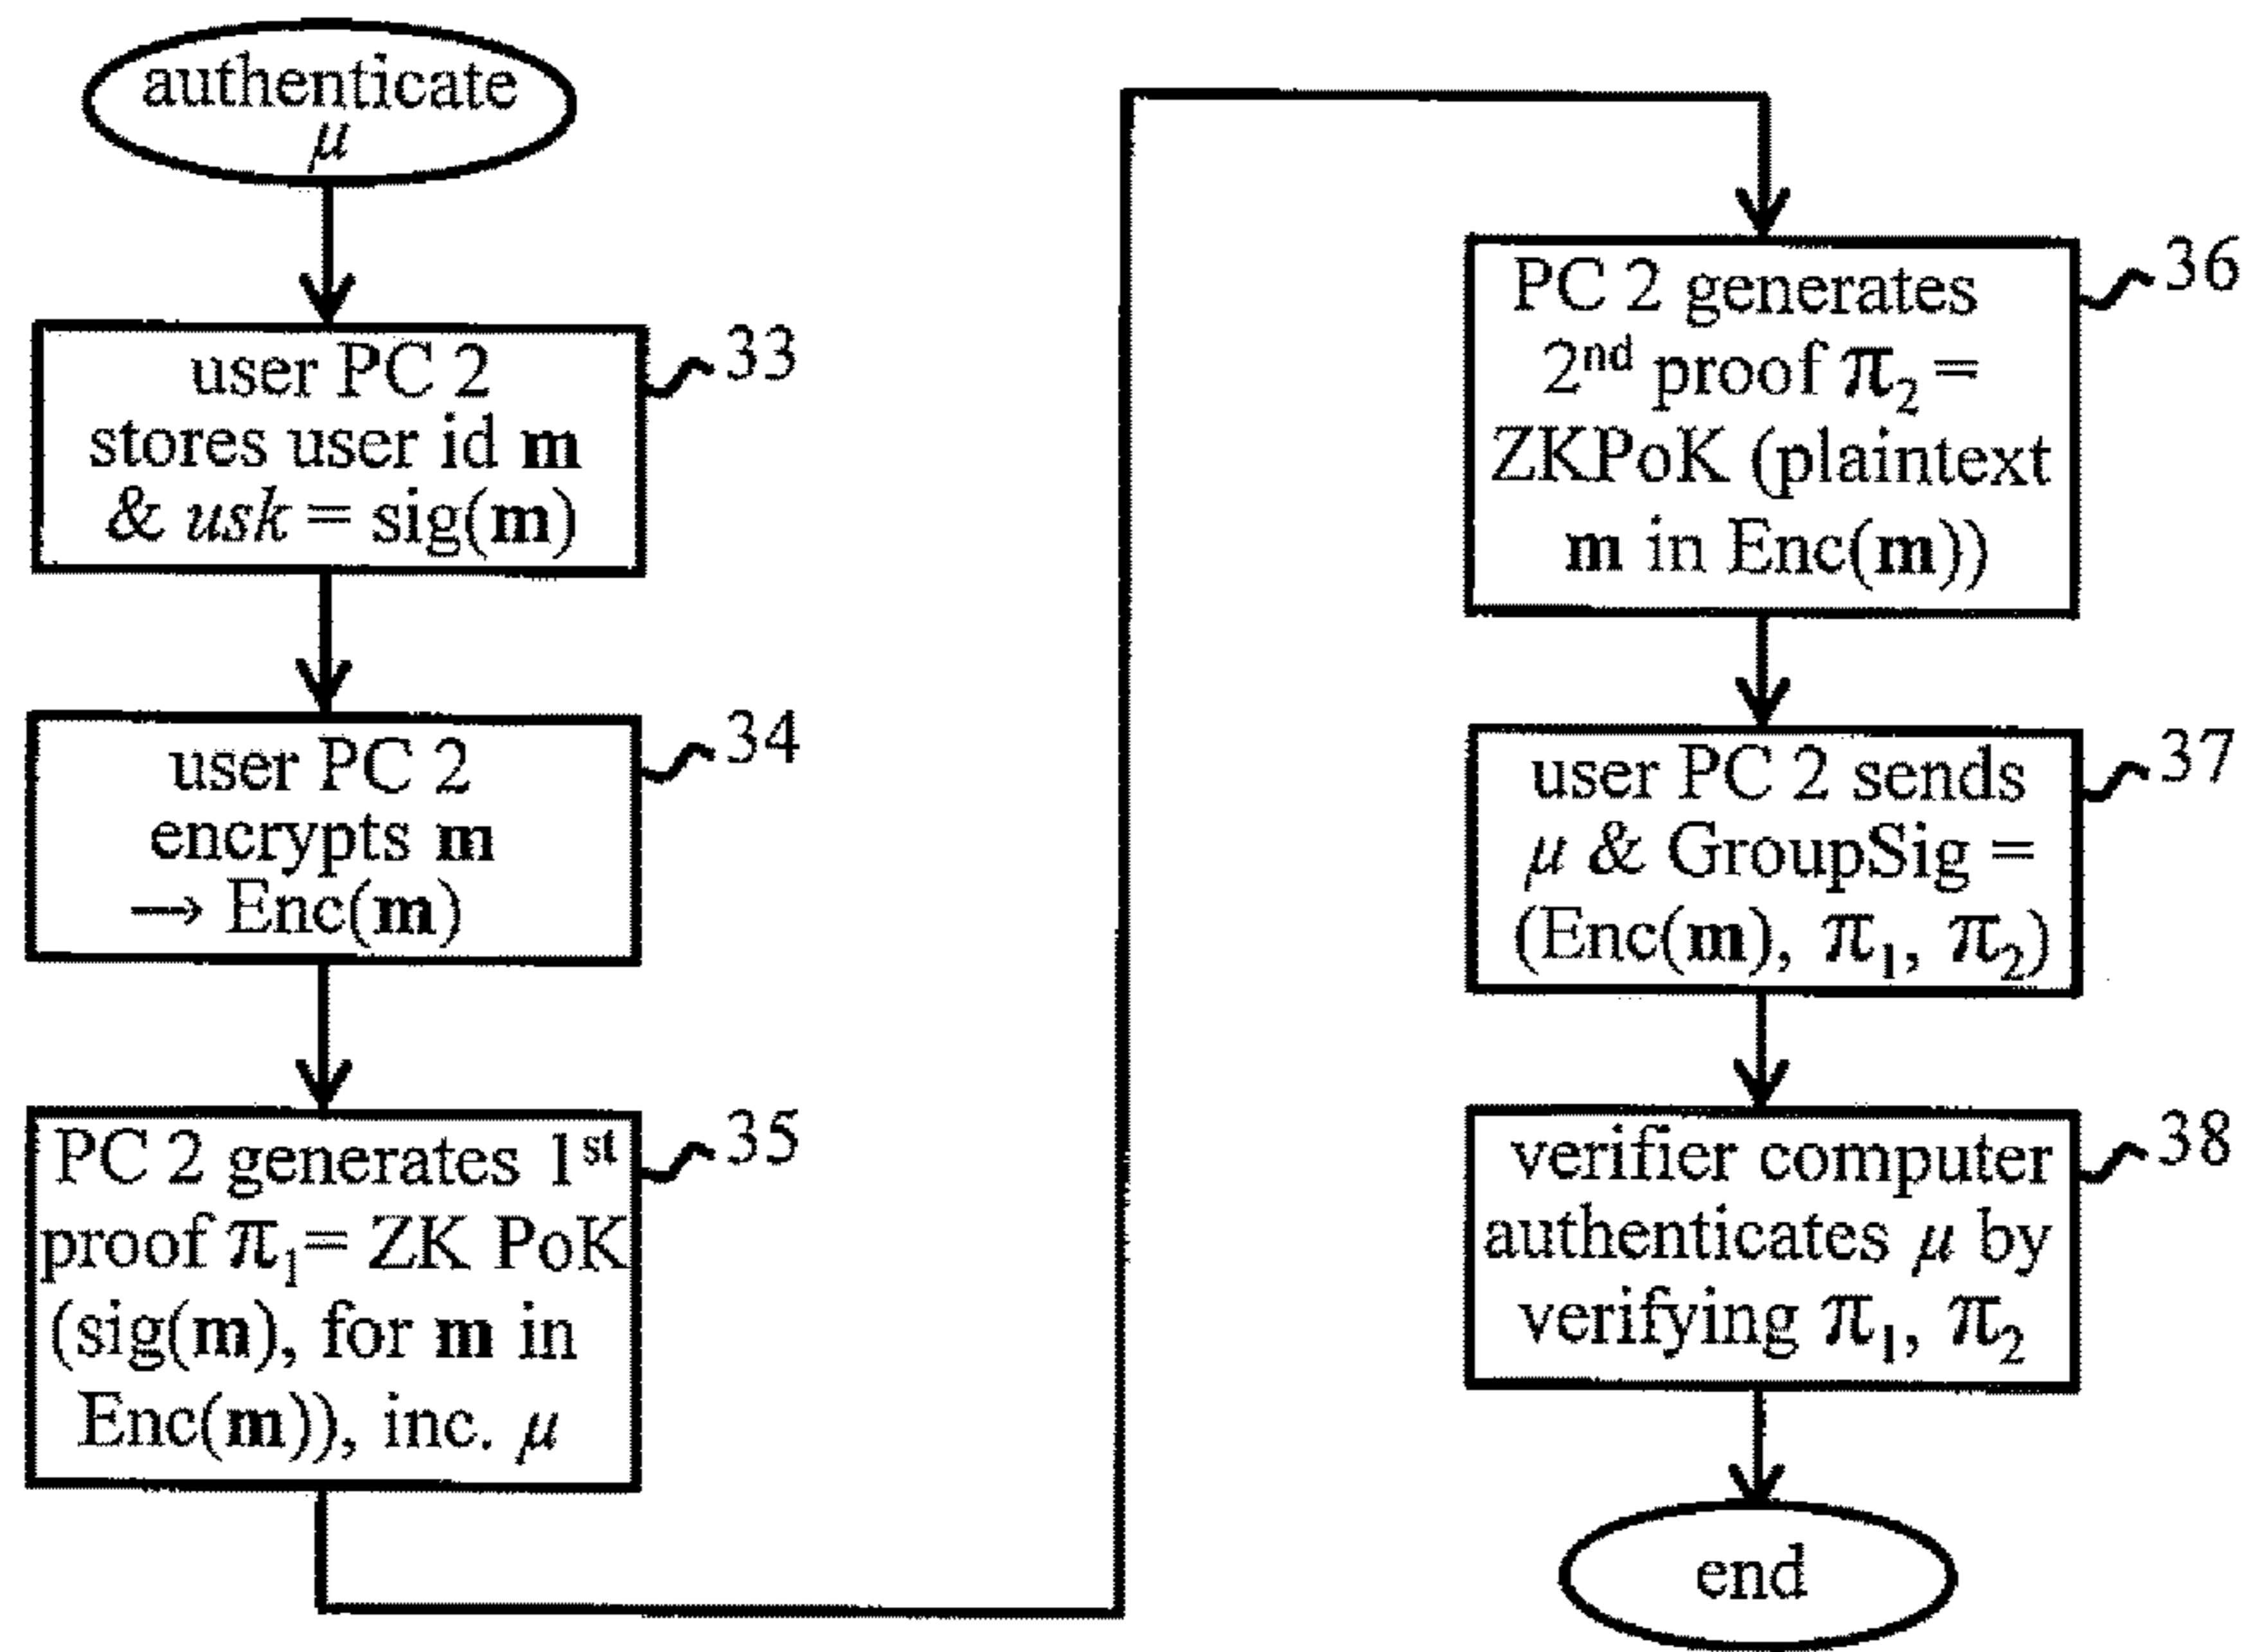 authenticate
μ
user PC 2
stores user id m
& usk = sig(m)
33
user PC 2
encrypts m
→ Enc(m)
34
PC 2 generates 1st
proof π1= ZK PoK
(sig(m), for m in
Enc(m)), inc. μ
35
PC 2 generates
2nd proof π2 =
ZKPoK (plaintext
m in Enc(m))
36
user PC 2 sends
μ & GroupSig =
(Enc(m), π1, π2)
37
verifier computer
authenticates μ by
verifying π1, π2
38
end